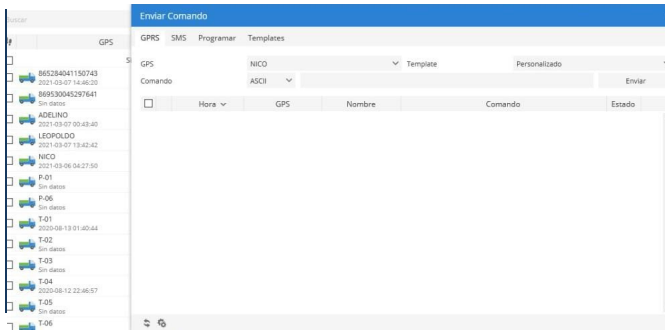 Buscar
GPS
865284041150743
2021-03-07 14:46:20
869530045297641
Sin datos
ADELINO
2021-03-07 00:43:40
LEOPOLDO
2021-03-07 13:42:42
NICO
2021-03-06 04:27:50
P-01
Sin datos
P-06
Sin datos
T-01
2020-08-13 01:40:44
T-02
Sin datos
T-03
Sin datos
T-04
2020-08-12 22:46:57
T-05
Sin datos
T-06
Enviar Comando
GPRS SMS Programar Templates
GPS NICO Template Personalizado
Comando ASCII Enviar
Hora GPS Nombre Comando Estado